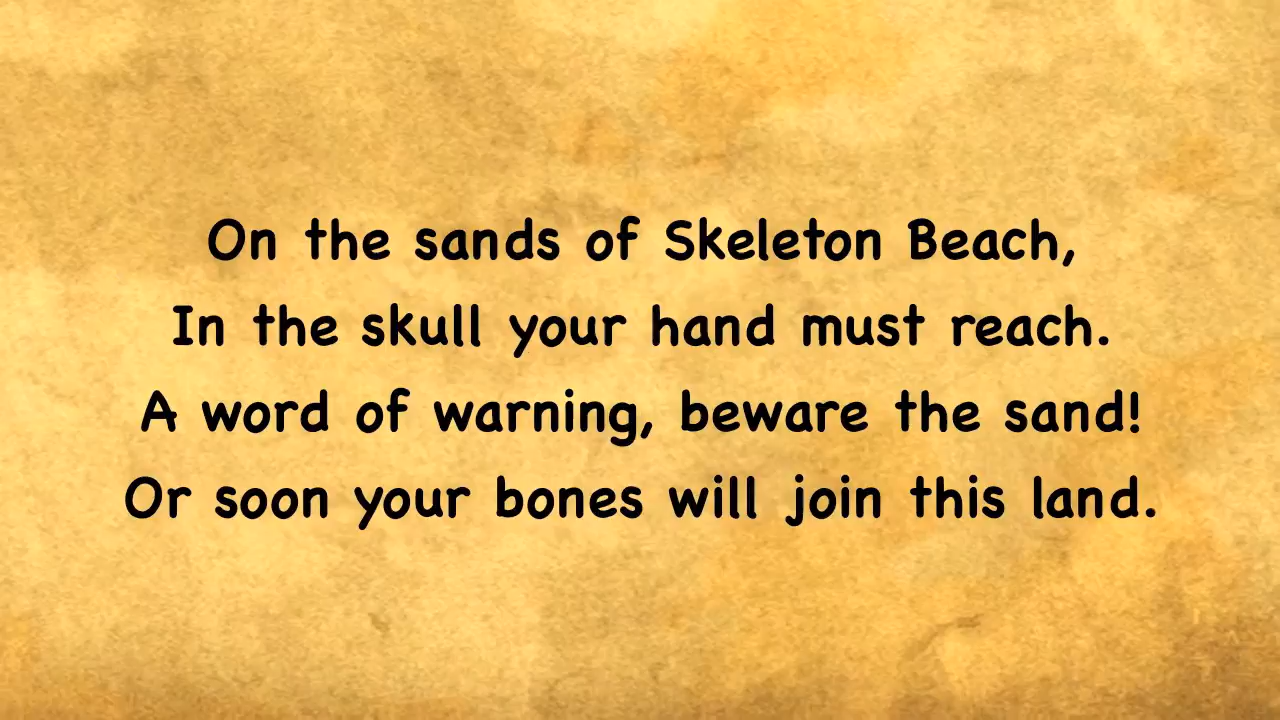 On the sands of Skeleton Beach,
In the skull your hand must reach.
A word of warning, beware the sand!
Or soon your bones will join this land.